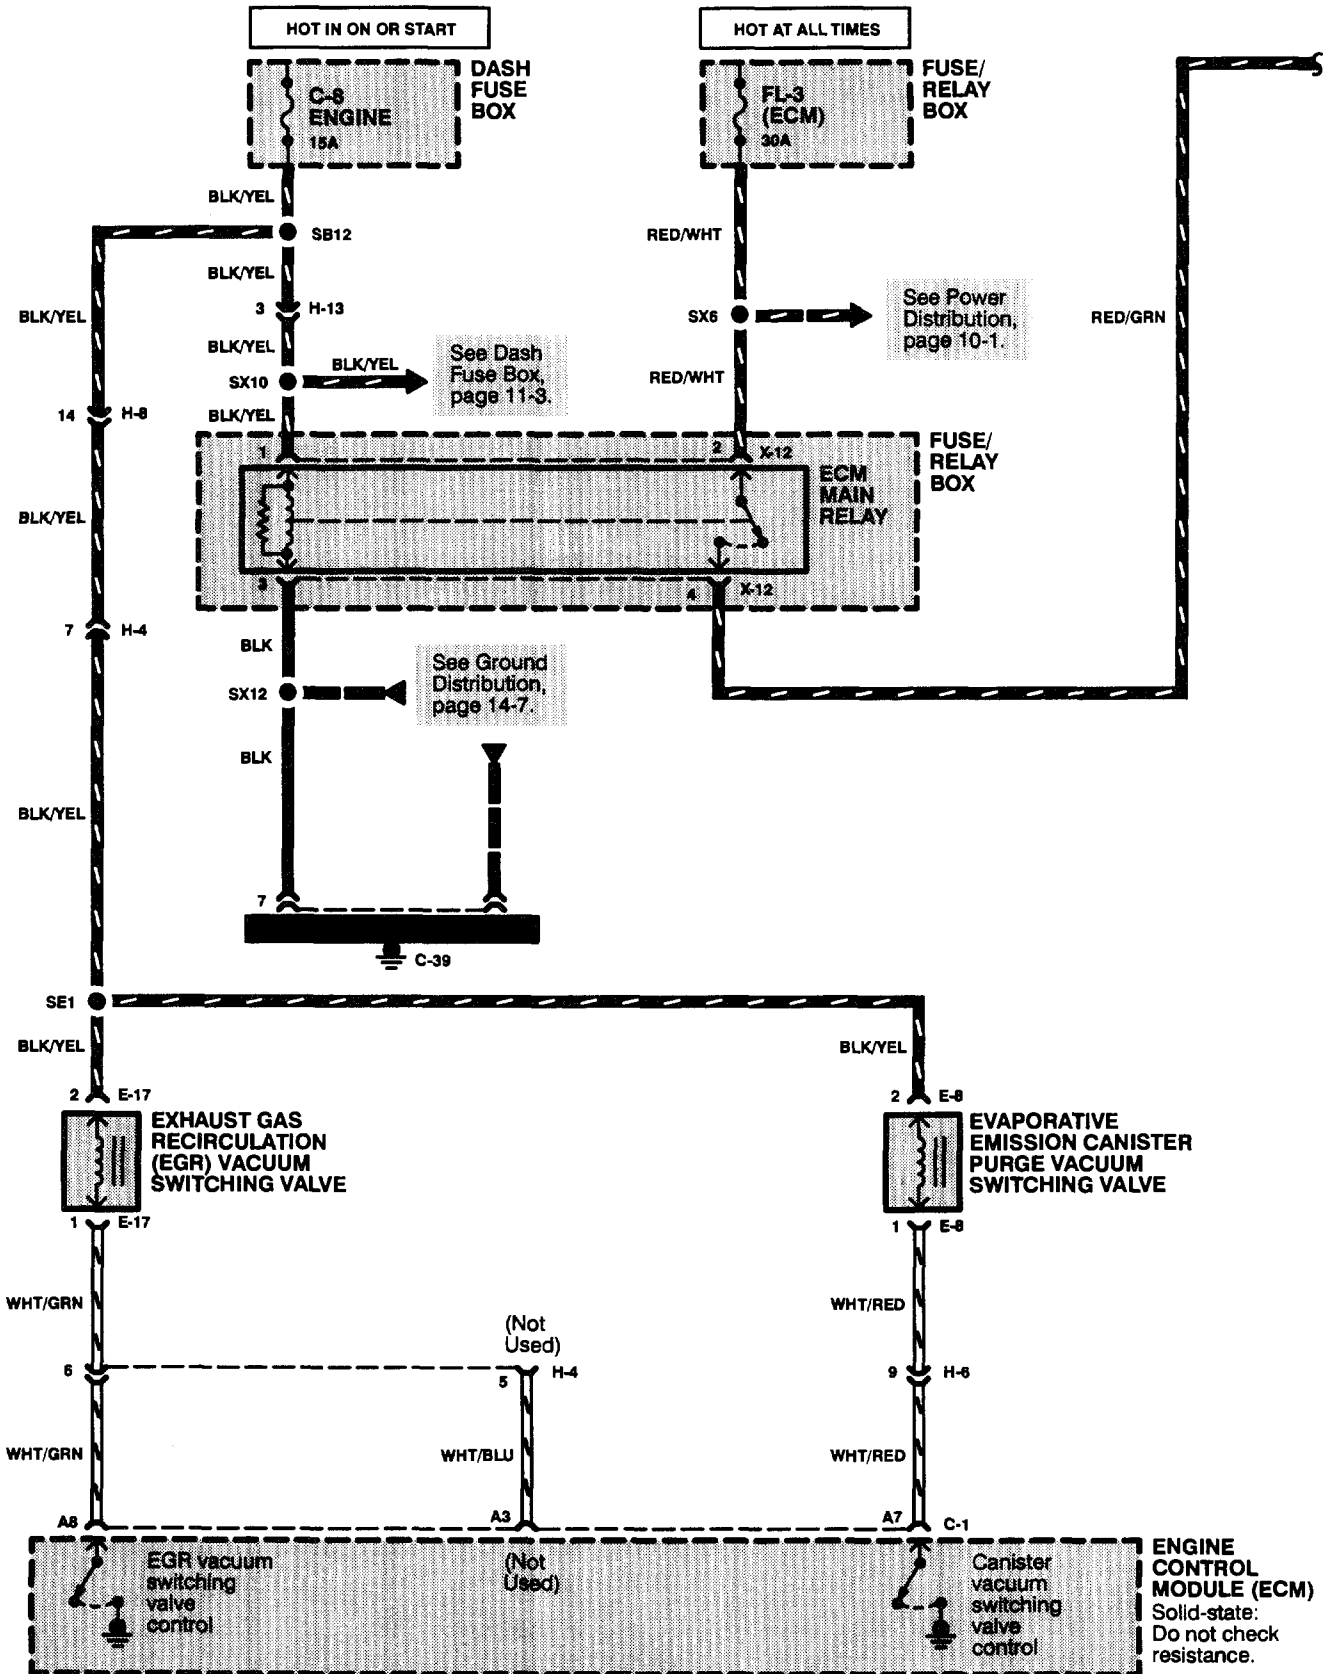 HOT IN ON OR START
HOT AT ALL TIMES
C-8
ENGINE
15A
DASH
FUSE
BOX
FL-3
(ECM)
30A
FUSE/
RELAY
BOX
BLK/YEL
SB12
RED/WHT
BLK/YEL
BLK/YEL
3
H-13
SX6
See Power
Distribution,
page 10-1.
RED/GRN
BLK/YEL
BLK/YEL
See Dash
Fuse Box,
page 11-3.
SX10
RED/WHT
14
H-8
BLK/YEL
1
2
X-12
FUSE/
RELAY
BOX
ECM
MAIN
RELAY
BLK/YEL
3
4
X-12
7
H-4
BLK
See Ground
Distribution,
page 14-7.
SX12
BLK
BLK/YEL
7
C-39
SE1
BLK/YEL
BLK/YEL
2
E-17
2
E-8
EXHAUST GAS
RECIRCULATION
(EGR) VACUUM
SWITCHING VALVE
EVAPORATIVE
EMISSION CANISTER
PURGE VACUUM
SWITCHING VALVE
1
E-17
1
E-8
WHT/GRN
WHT/RED
(Not
Used)
6
5
H-4
9
H-6
WHT/GRN
WHT/BLU
WHT/RED
A8
A3
A7
C-1
EGR vacuum
switching
valve
control
(Not
Used)
Canister
vacuum
switching
valve
control
ENGINE
CONTROL
MODULE (ECM)
Solid-state:
Do not check
resistance.